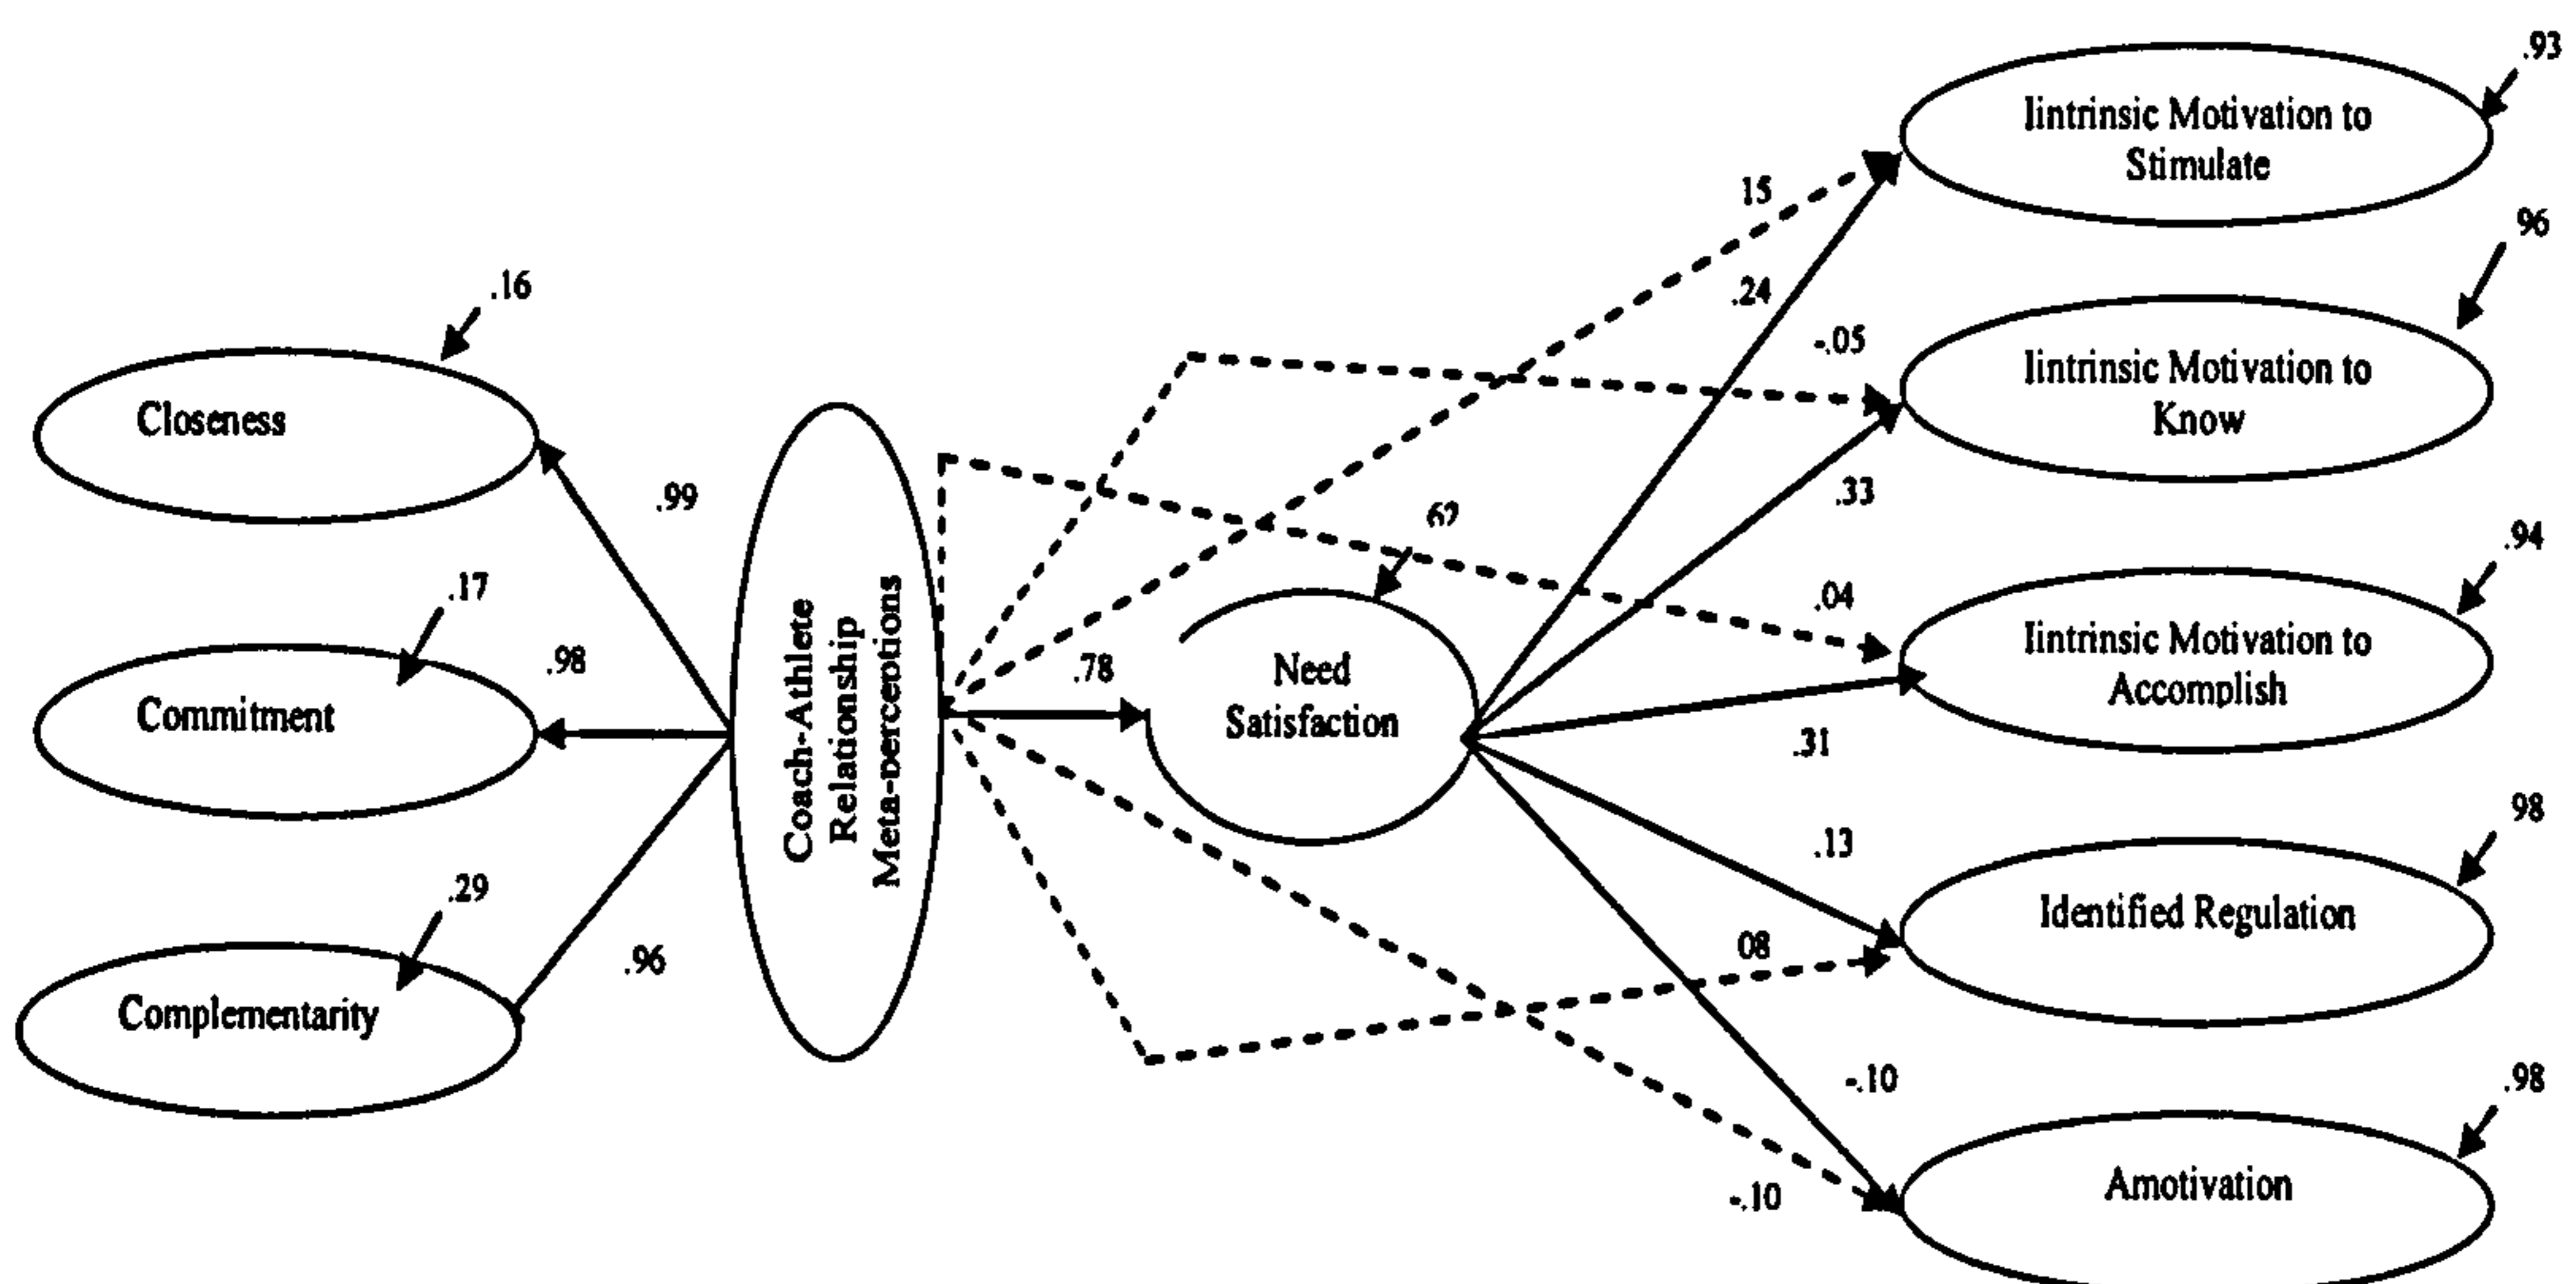 .93
Iintrinsic Motivation to
Stimulate
15
96
.24
.16
-.05
Iintrinsic Motivation to
Know
Closeness
.99
.33
.94
.17
.04
.98
.78
Need
Satisfaction
Iintrinsic Motivation to
Accomplish
Commitment
Coach-Athlete
Relationship
Meta-perceptions
.31
98
.13
.29
08
Identified Regulation
.96
Complementarity
-.10
.98
-.10
Amotivation